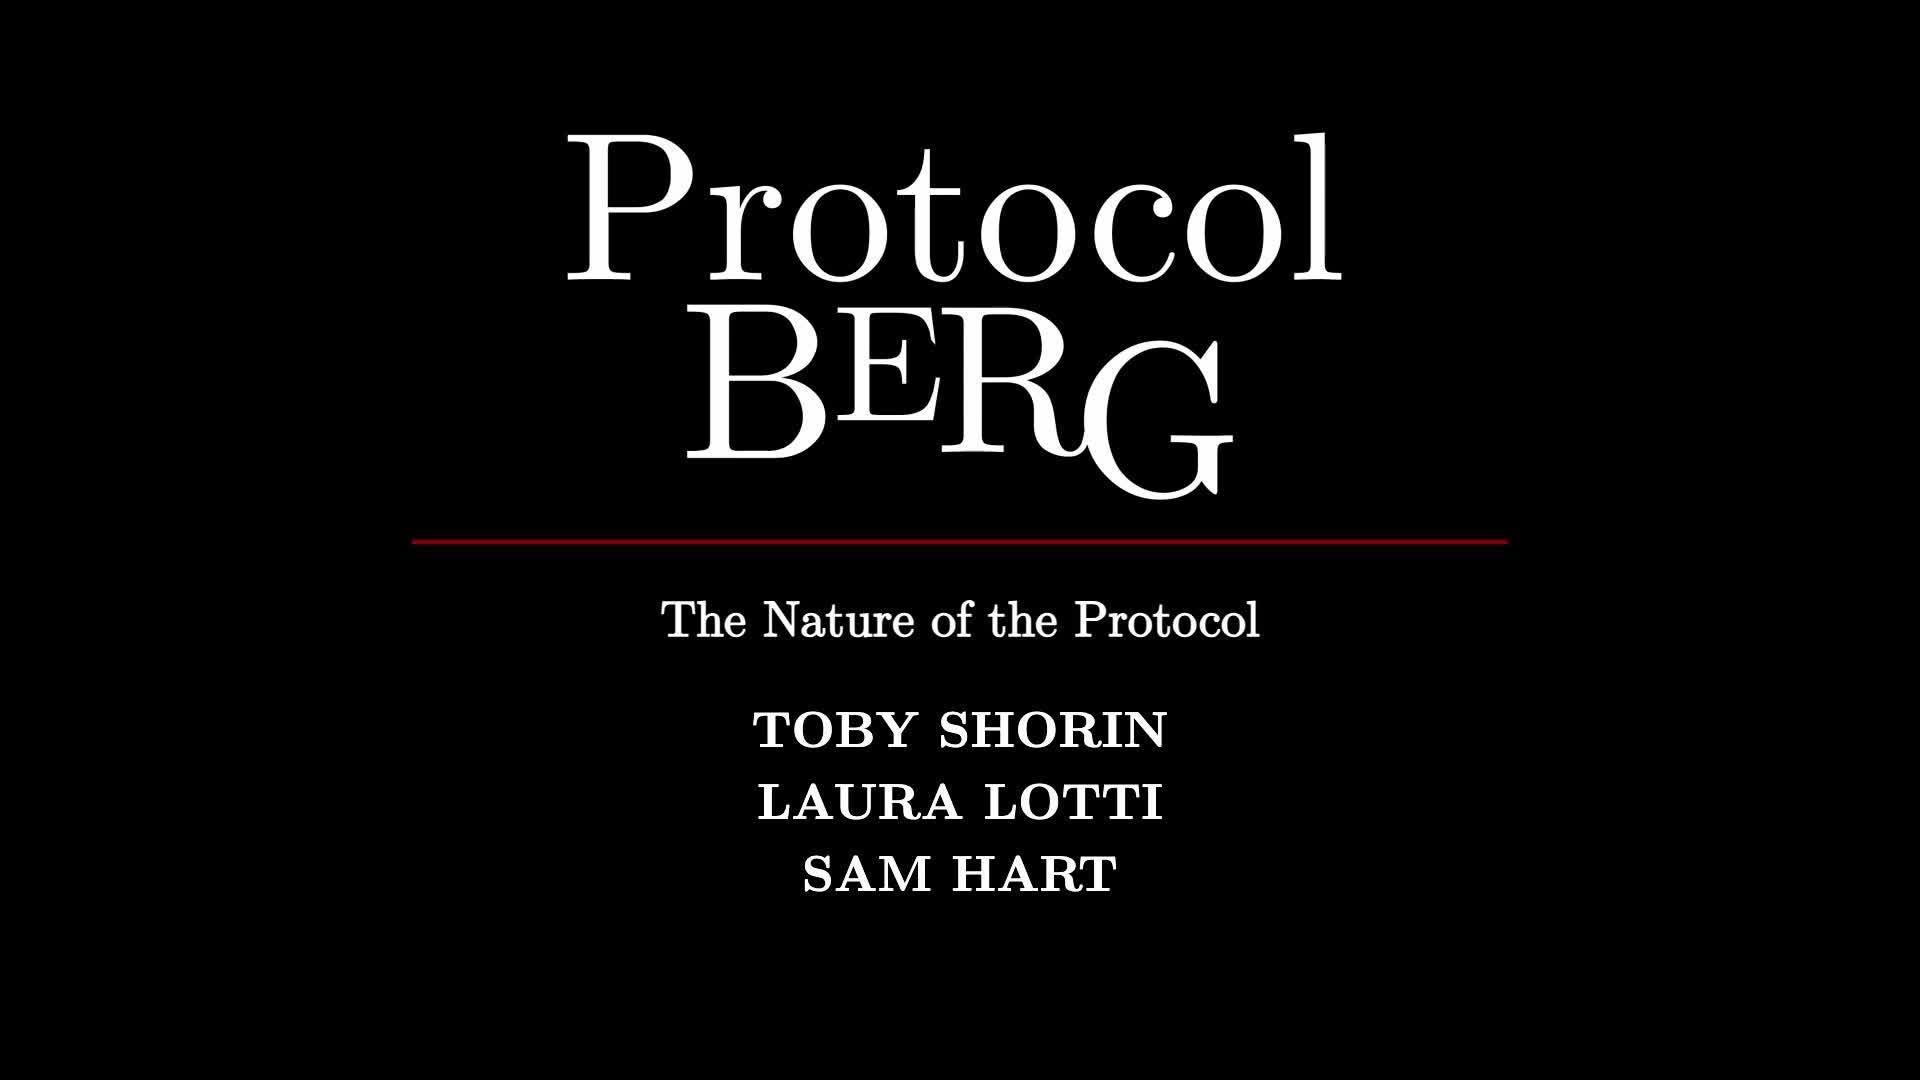 Protocol
BERG
The Nature of the Protocol
TOBY SHORIN
LAURA LOTTI
SAM HART